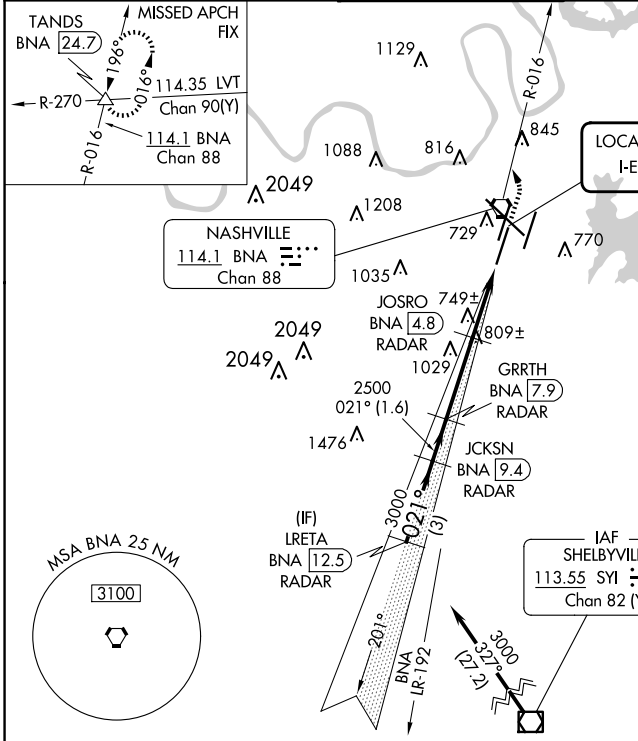 TANDS
BNA 24.7
MISSED APCH
FIX
196°
016°
R-270
114.35 LVT
Chan 90(Y)
R-016
114.1 BNA
Chan 88
1129
R-016
845
1088
816
LOCA
I-E
2049
1208
729
770
NASHVILLE
114.1 BNA
Chan 88
1035
JOSRO
BNA 4.8
RADAR
749±
809±
2049
2049
1029
GRRTH
BNA 7.9
RADAR
2500
021° (1.6)
1476
JCKSN
BNA 9.4
RADAR
3000
021°
(3)
(IF)
LRETA
BNA 12.5
RADAR
IAF
SHELBYVILL
113.55 SYI
Chan 82 (Y
MSA BNA 25 NM
3100
201°
BNA
LR-192
3000
327°
(27.2)